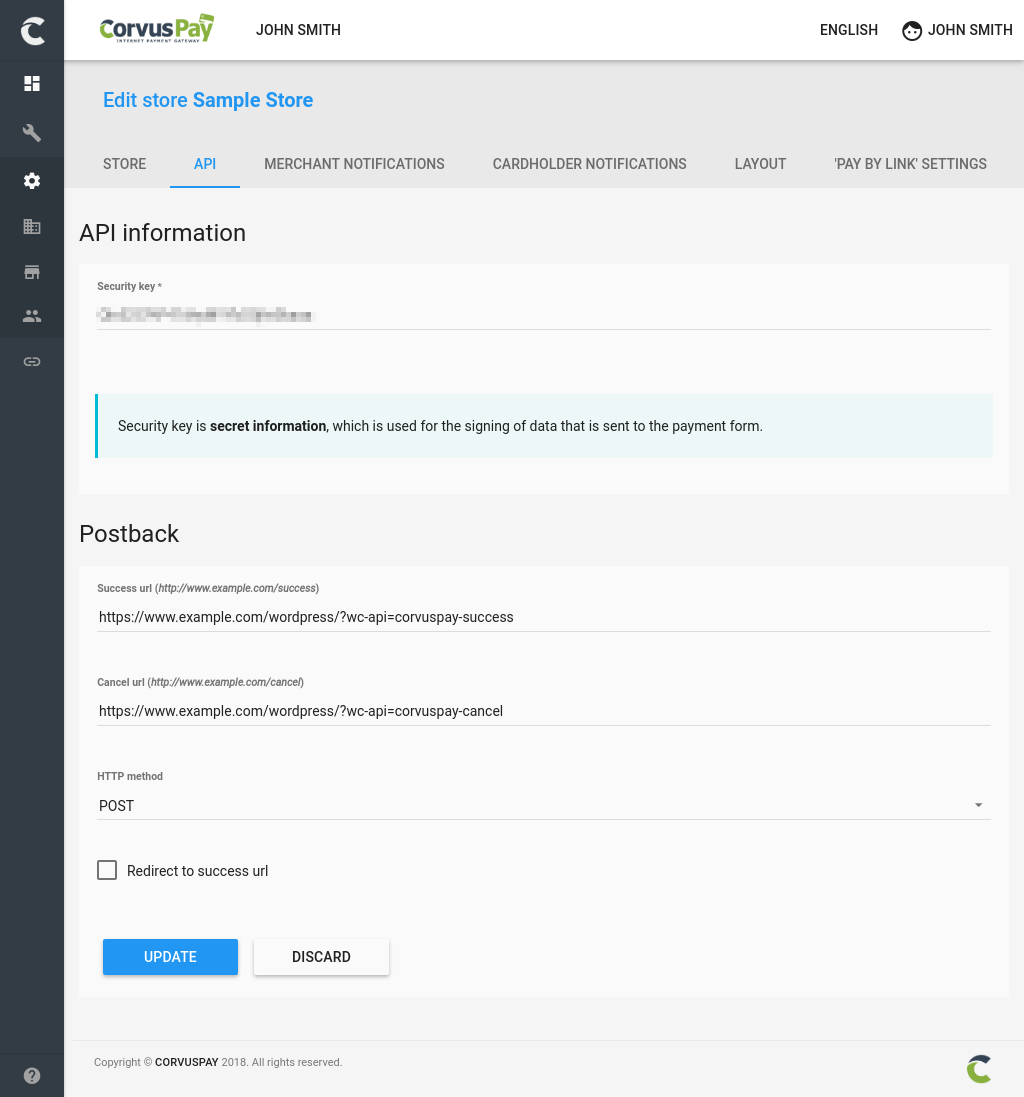 CorvusPay
INTERNET PAYMENT GATEWAY
JOHN SMITH
ENGLISH
JOHN SMITH
Edit store Sample Store
STORE
API
MERCHANT NOTIFICATIONS
CARDHOLDER NOTIFICATIONS
LAYOUT
'PAY BY LINK' SETTINGS
API information
Security key *
Security key is secret information, which is used for the signing of data that is sent to the payment form.
Postback
Success url (http://www.example.com/success)
https://www.example.com/wordpress/?wc-api=corvuspay-success
Cancel url (http://www.example.com/cancel)
https://www.example.com/wordpress/?wc-api=corvuspay-cancel
HTTP method
POST
Redirect to success url
UPDATE
DISCARD
Copyright © CORVUSPAY 2018. All rights reserved.